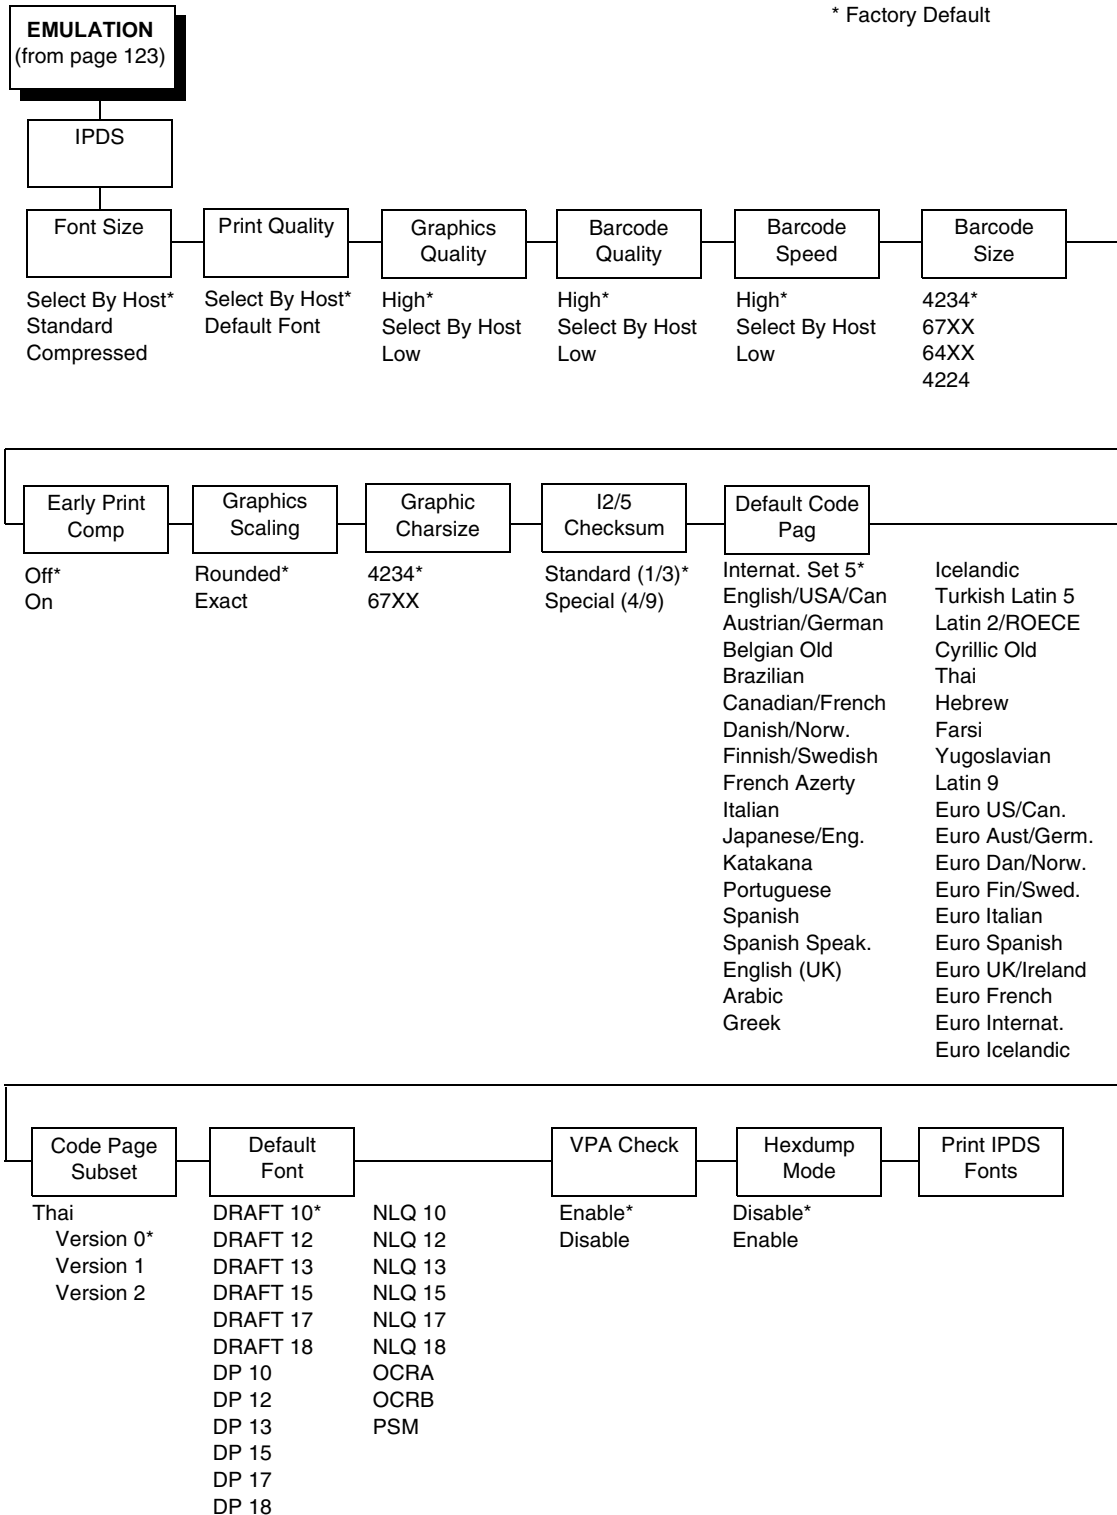 * Factory Default
EMULATION
(from page 123)
IPDS
Font Size
Select By Host*
Standard
Compressed
Print Quality
Select By Host*
Default Font
Graphics
Quality
High*
Select By Host
Low
Barcode
Quality
High*
Select By Host
Low
Barcode
Speed
High*
Select By Host
Low
Barcode
Size
4234*
67XX
64XX
4224
Early Print
Comp
Off*
On
Graphics
Scaling
Rounded*
Exact
Graphic
Charsize
4234*
67XX
I2/5
Checksum
Standard (1/3)*
Special (4/9)
Default Code
Pag
Internat. Set 5*
English/USA/Can
Austrian/German
Belgian Old
Brazilian
Canadian/French
Danish/Norw.
Finnish/Swedish
French Azerty
Italian
Japanese/Eng.
Katakana
Portuguese
Spanish
Spanish Speak.
English (UK)
Arabic
Greek
Icelandic
Turkish Latin 5
Latin 2/ROECE
Cyrillic Old
Thai
Hebrew
Farsi
Yugoslavian
Latin 9
Euro US/Can.
Euro Aust/Germ.
Euro Dan/Norw.
Euro Fin/Swed.
Euro Italian
Euro Spanish
Euro UK/Ireland
Euro French
Euro Internat.
Euro Icelandic
Code Page
Subset
Thai
Version 0*
Version 1
Version 2
Default
Font
DRAFT 10*
DRAFT 12
DRAFT 13
DRAFT 15
DRAFT 17
DRAFT 18
DP 10
DP 12
DP 13
DP 15
DP 17
DP 18
NLQ 10
NLQ 12
NLQ 13
NLQ 15
NLQ 17
NLQ 18
OCRA
OCRB
PSM
VPA Check
Enable*
Disable
Hexdump
Mode
Disable*
Enable
Print IPDS
Fonts